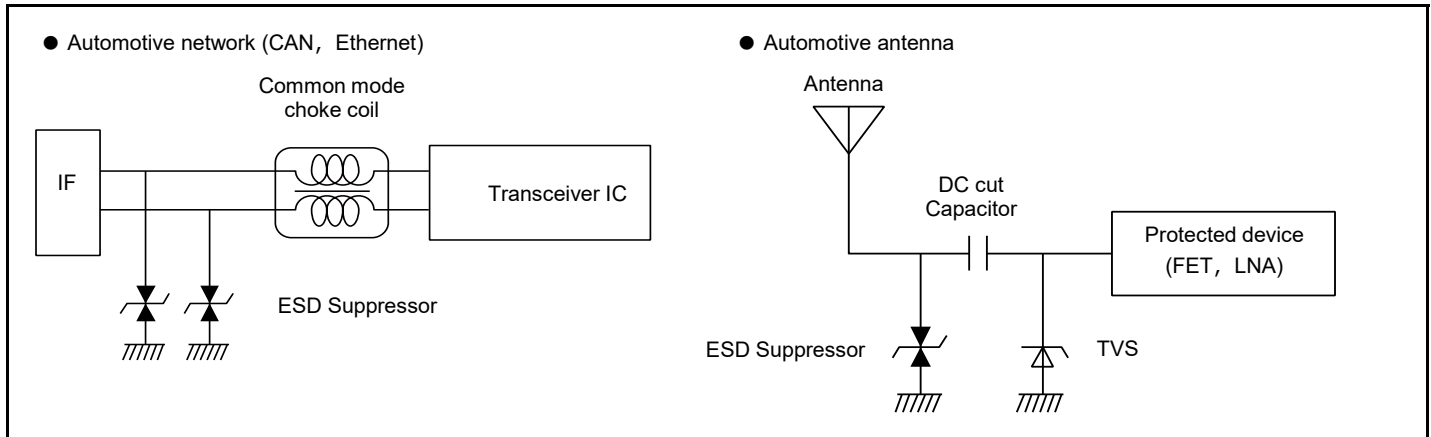 ● Automotive network (CAN, Ethernet)
Common mode
choke coil
IF
Transceiver IC
ESD Suppressor
● Automotive antenna
Antenna
DC cut
Capacitor
Protected device
(FET, LNA)
ESD Suppressor
TVS